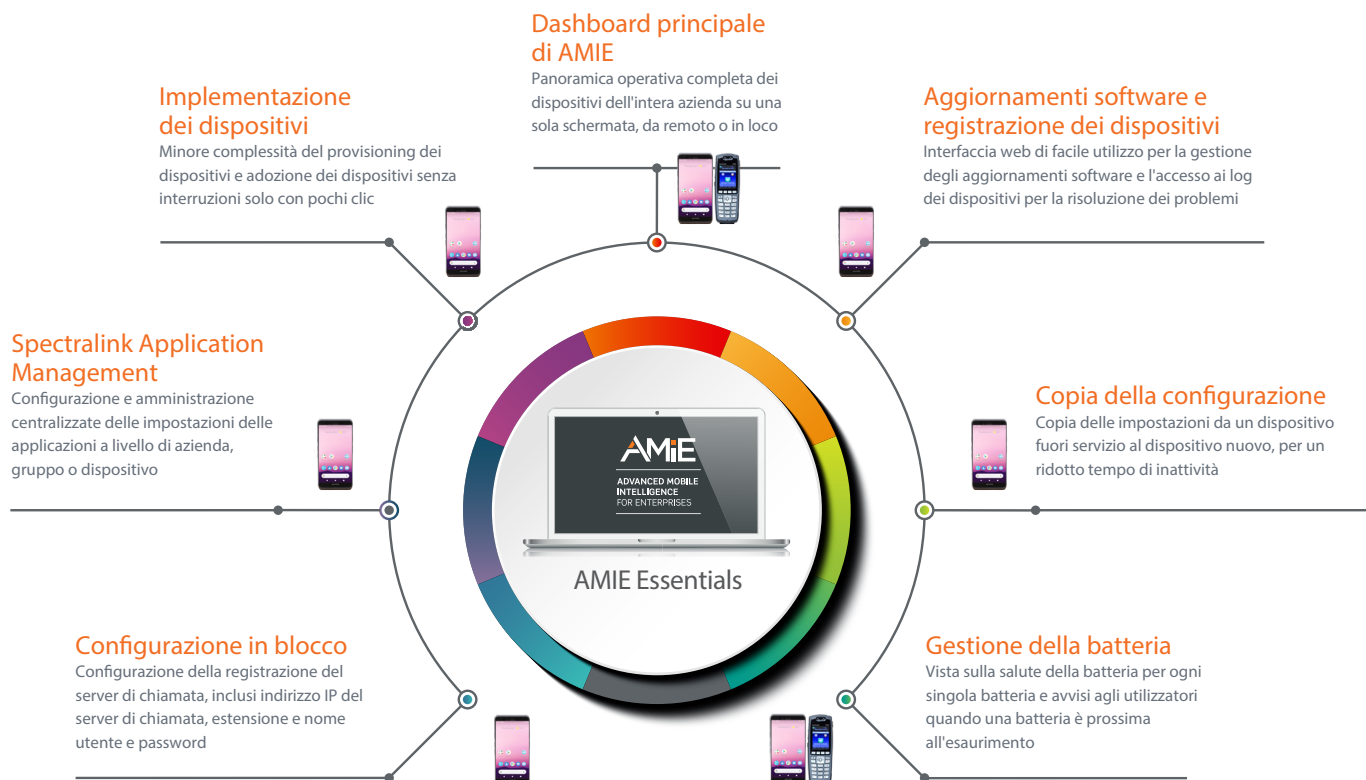 Dashboard principale
di AMIE
Panoramica operativa completa dei
dispositivi dell'intera azienda su una
sola schermata, da remoto o in loco
Implementazione
dei dispositivi
Minore complessità del provisioning dei
dispositivi e adozione dei dispositivi senza
interruzioni solo con pochi clic
Aggiornamenti software e
registrazione dei dispositivi
Interfaccia web di facile utilizzo per la gestione
degli aggiornamenti software e l'accesso ai log
dei dispositivi per la risoluzione dei problemi
Spectralink Application
Management
Configurazione e amministrazione
centralizzate delle impostazioni delle
applicazioni a livello di azienda,
gruppo o dispositivo
Copia della configurazione
Copia delle impostazioni da un dispositivo
fuori servizio al dispositivo nuovo, per un
ridotto tempo di inattività
AMiE
ADVANCED MOBILE
INTELLIGENCE
FOR ENTERPRISES
AMIE Essentials
Configurazione in blocco
Configurazione della registrazione del
server di chiamata, inclusi indirizzo IP del
server di chiamata, estensione e nome
utente e password
Gestione della batteria
Vista sulla salute della batteria per ogni
singola batteria e avvisi agli utilizzatori
quando una batteria è prossima
all'esaurimento